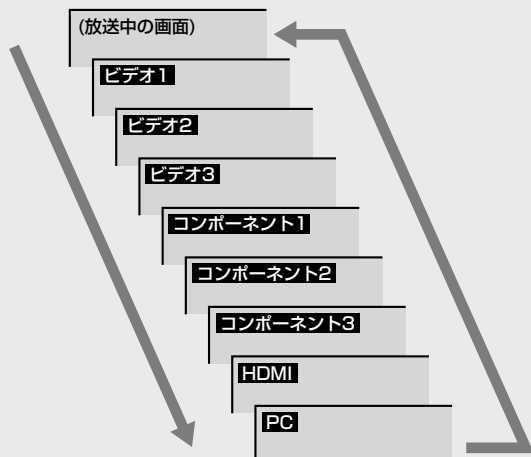 (放送中の画面)
ビデオ1
ビデオ2
ビデオ3
コンポーネント1
コンポーネント2
コンポーネント3
HDMI
PC